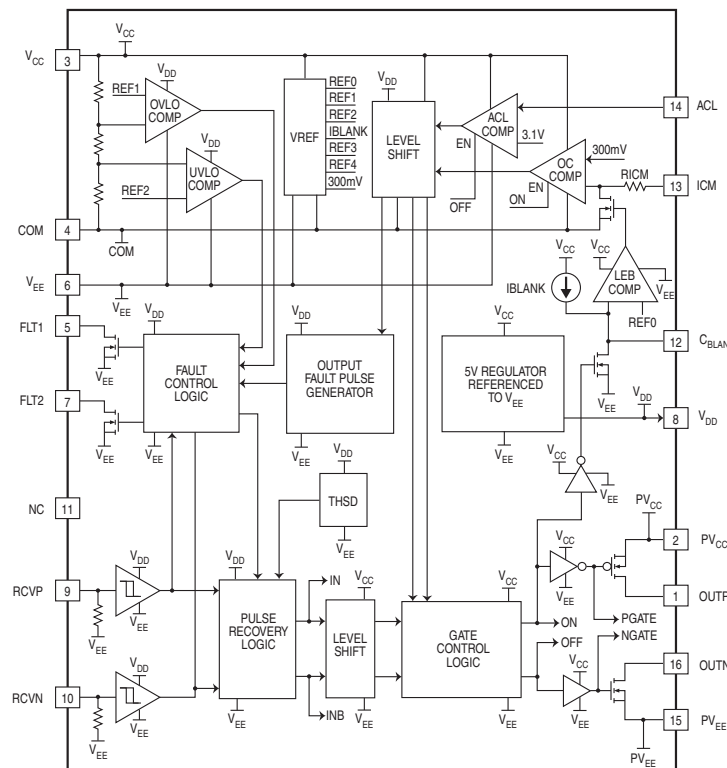 VCC
3
VCC
REF1
VDD
OVLO
COMP
VDD
REF2
UVLO
COMP
COM
4
COM
VEE
6
VEE
VREF
REF0
REF1
REF2
IBLANK
REF3
REF4
300mV
VDD
LEVEL
SHIFT
ACL
COMP
EN
3.1V
OFF
14
ACL
300mV
OC
COMP
EN
ON
RICM
13
ICM
VCC
IBLANK
VCC
LEB
COMP
VEE
REF0
12
CBLAN
VEE
FLT1
5
VEE
FLT2
7
VEE
VDD
FAULT
CONTROL
LOGIC
VEE
VDD
OUTPUT
FAULT PULSE
GENERATOR
VEE
VCC
5V REGULATOR
REFERENCED
TO VEE
VEE
VDD
8
VDD
VCC
VEE
VDD
THSD
VEE
NC
11
RCVP
9
VDD
VEE
VEE
RCVN
10
VDD
VEE
VEE
VDD
PULSE
RECOVERY
LOGIC
VEE
IN
INB
VCC
LEVEL
SHIFT
VEE
VCC
GATE
CONTROL
LOGIC
VEE
ON
OFF
VCC
VEE
PGATE
NGATE
VCC
VEE
PVCC
2
PVCC
1
OUTP
16
OUTN
15
PVEE
PVEE